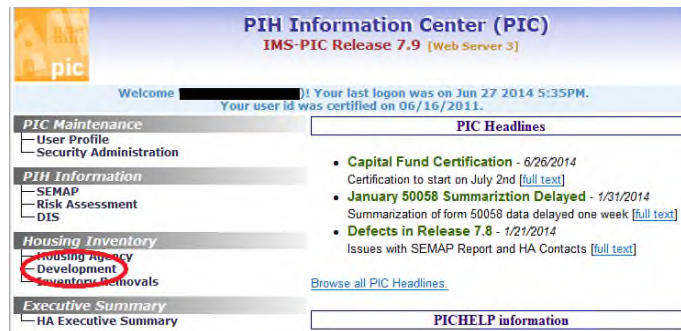 PIH Information Center (PIC)
IMS-PIC Release 7.9 [Web Server 3]
pic
Welcome )! Your last logon was on Jun 27 2014 5:35PM.
Your user id was certified on 06/16/2011.
PIC Maintenance
User Profile
Security Administration
PIH Information
SEMAP
Risk Assessment
DIS
Housing Inventory
Housing Agency
Development
Inventory Removals
Executive Summary
HA Executive Summary
PIC Headlines
Capital Fund Certification - 6/26/2014
Certification to start on July 2nd [full text]
January 50058 Summariztion Delayed - 1/31/2014
Summarization of form 50058 data delayed one week [full text]
Defects in Release 7.8 - 1/21/2014
Issues with SEMAP Report and HA Contacts [full text]
Browse all PIC Headlines.
PICHELP information